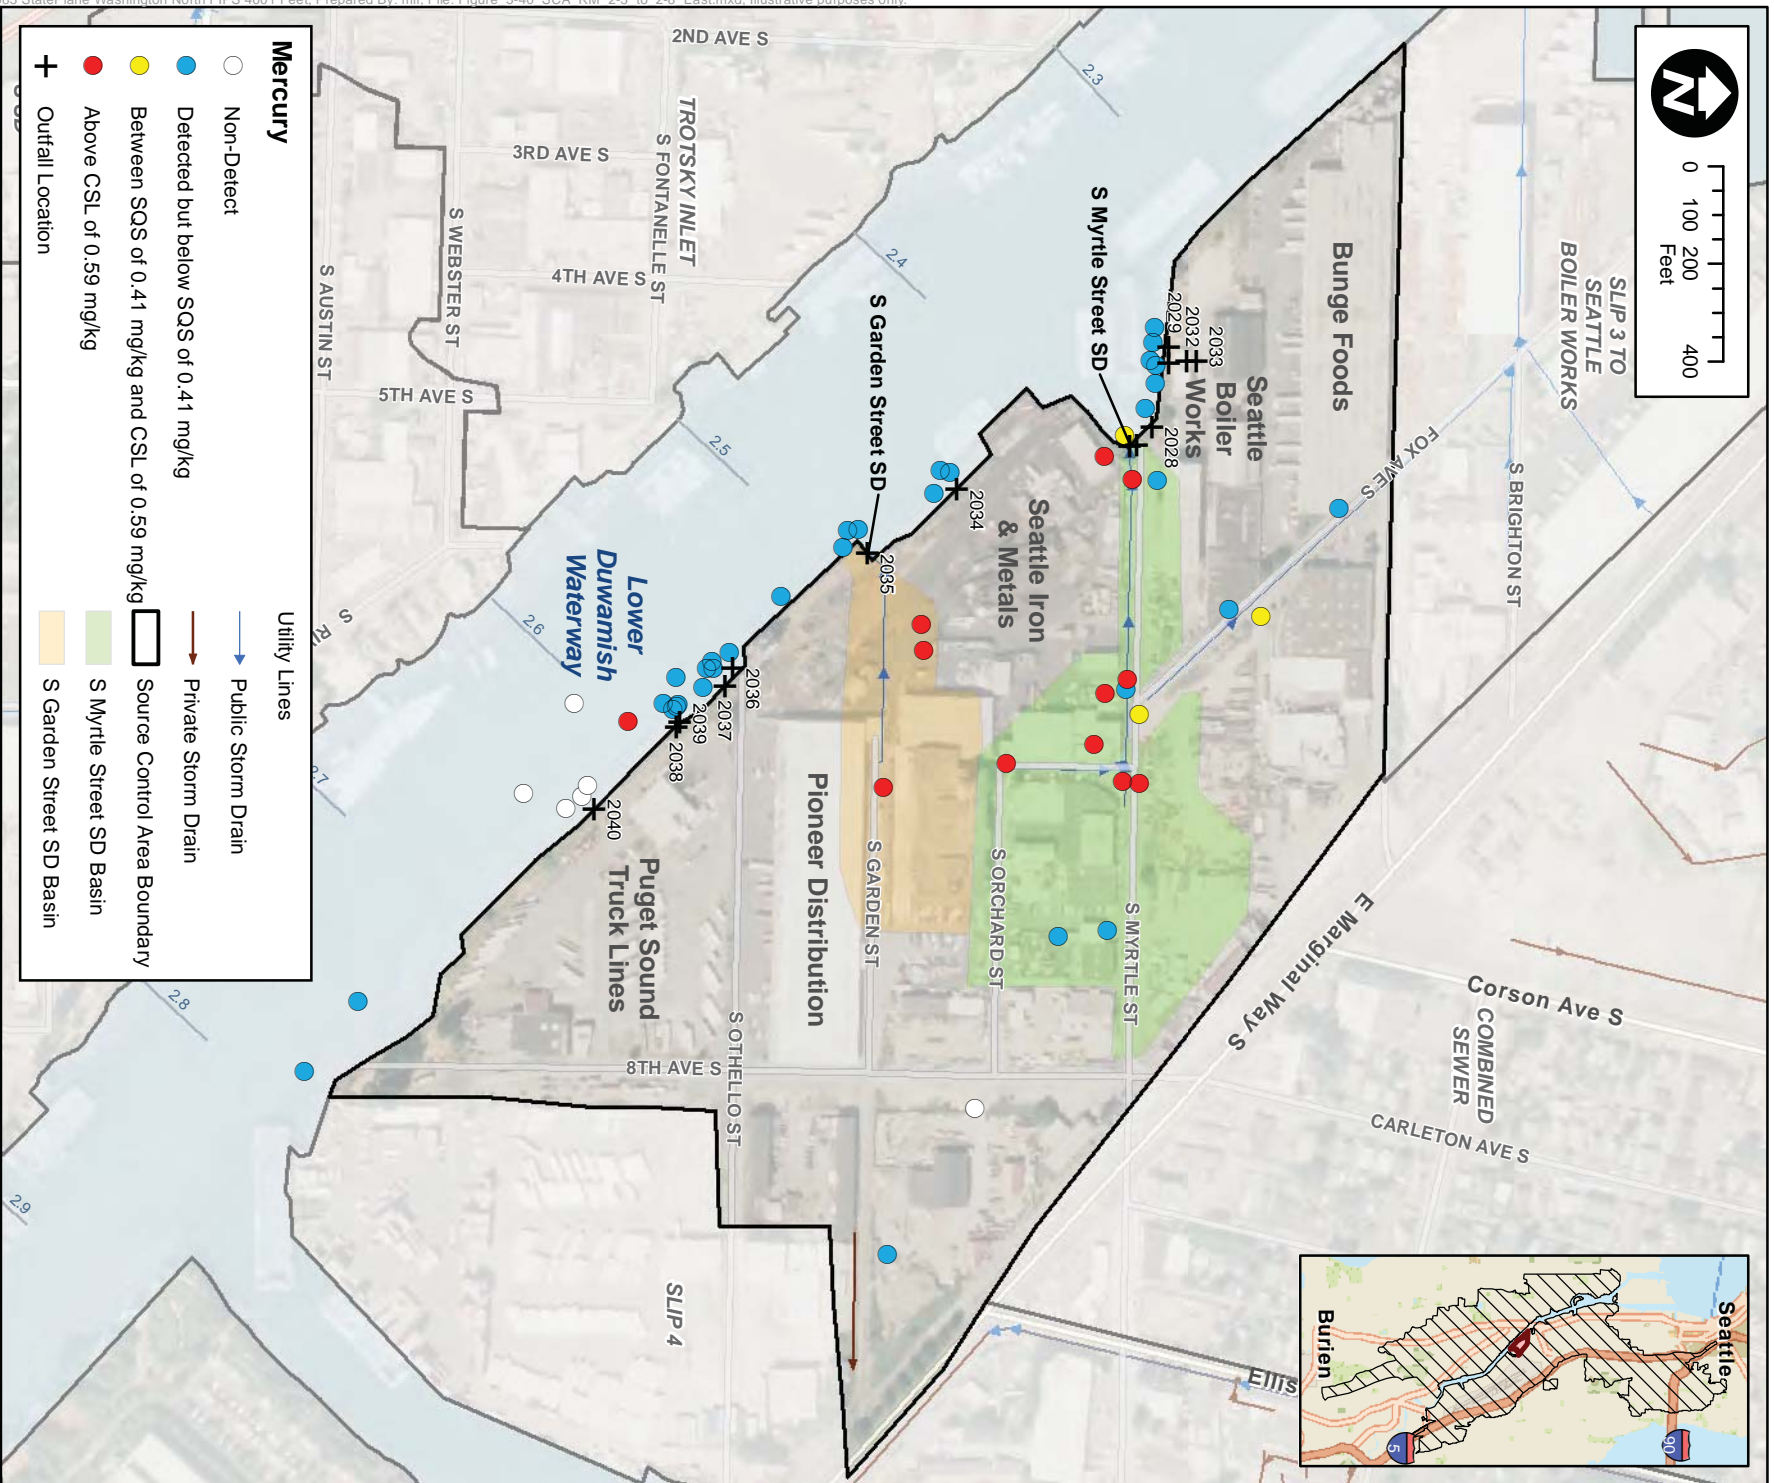 Mercury
Non-Detect
Detected but below SQS of 0.41 mg/kg
Between SQS of 0.41 mg/kg and CSL of 0.59 mg/kg
Above CSL of 0.59 mg/kg
Outfall Location
Utility Lines
Public Storm Drain
Private Storm Drain
Source Control Area Boundary
S Myrtle Street SD Basin
S Garden Street SD Basin
N
0 100 200 400
Feet
SLIP 3 TO
SEATTLE
BOILER WORKS
Bunge Foods
Seattle
Boiler
Works
2033
2032
2029
2028
S Myrtle Street SD
S Garden Street SD
2034
2035
2036
2037
2039
2038
2040
Seattle Iron
& Metals
Pioneer Distribution
Puget Sound
Truck Lines
Lower
Duwamish
Waterway
TROTSKY INLET
S FONTANELLE ST
2ND AVE S
3RD AVE S
4TH AVE S
5TH AVE S
S WEBSTER ST
S AUSTIN ST
2.3
2.4
2.5
2.6
2.7
2.8
2.9
FOX AVE S
S BRIGHTON ST
S MYRTLE ST
S ORCHARD ST
S GARDEN ST
S OTHELLO ST
8TH AVE S
E Marginal Way S
Corson Ave S
COMBINED
SEWER
CARLETON AVE S
Ellis
SLIP 4
Seattle
Burien
90
5